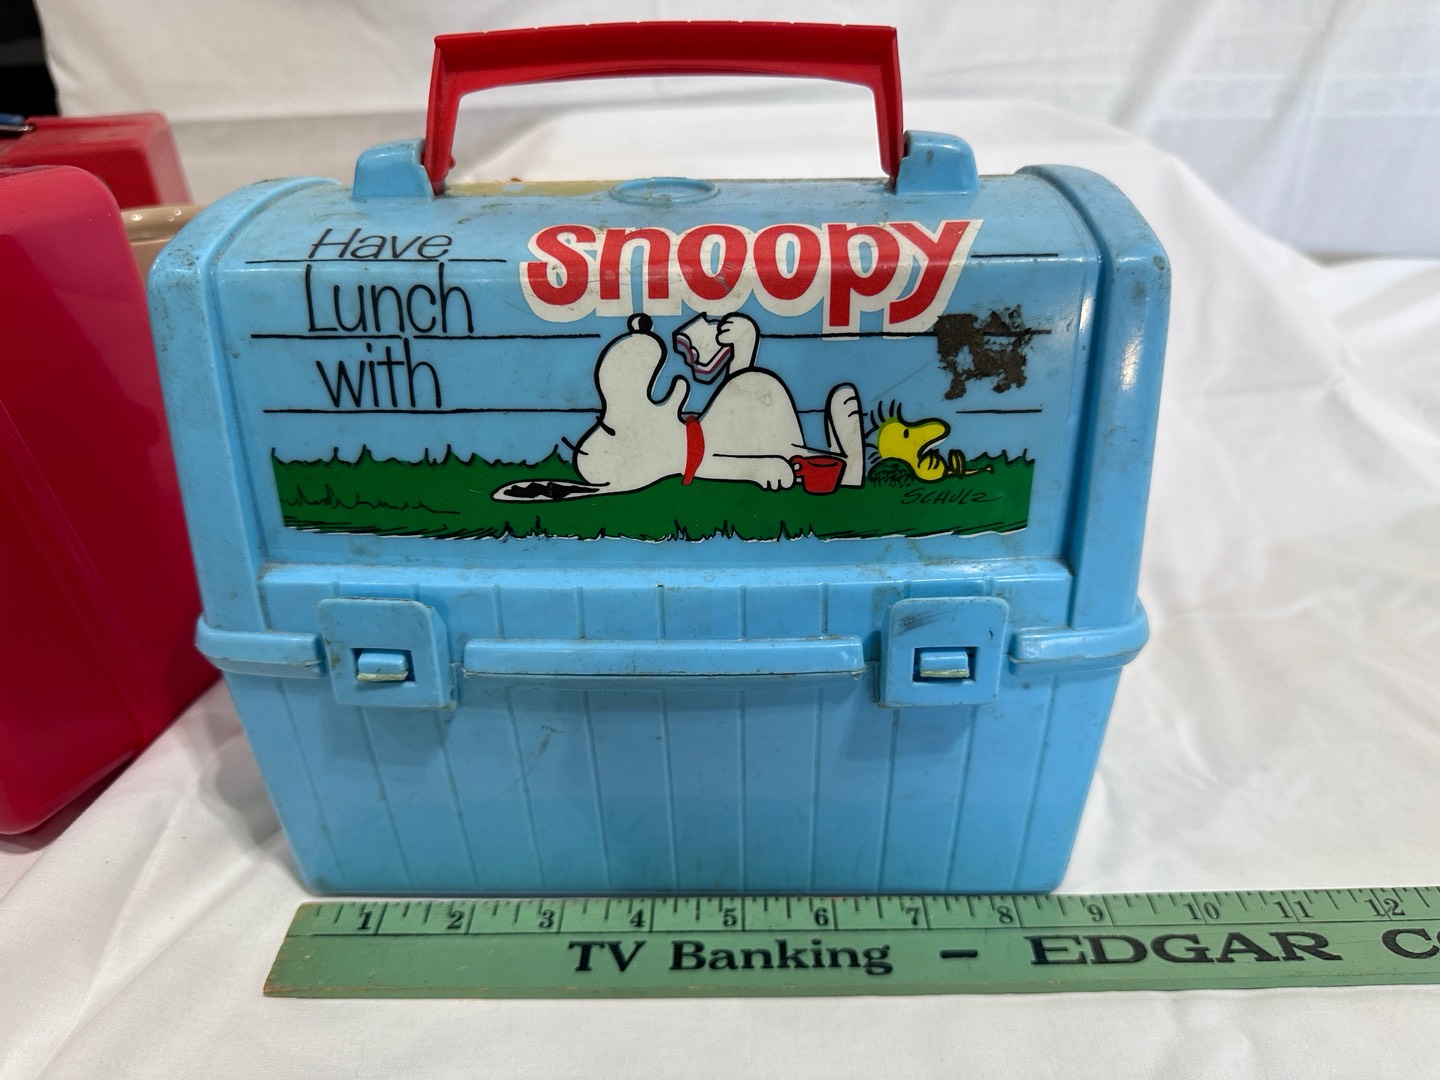 Have
Lunch
with
snoopy
SCHULZ
1 2 3 4 5 6 7 8 9 10 11 12
TV Banking - EDGAR C